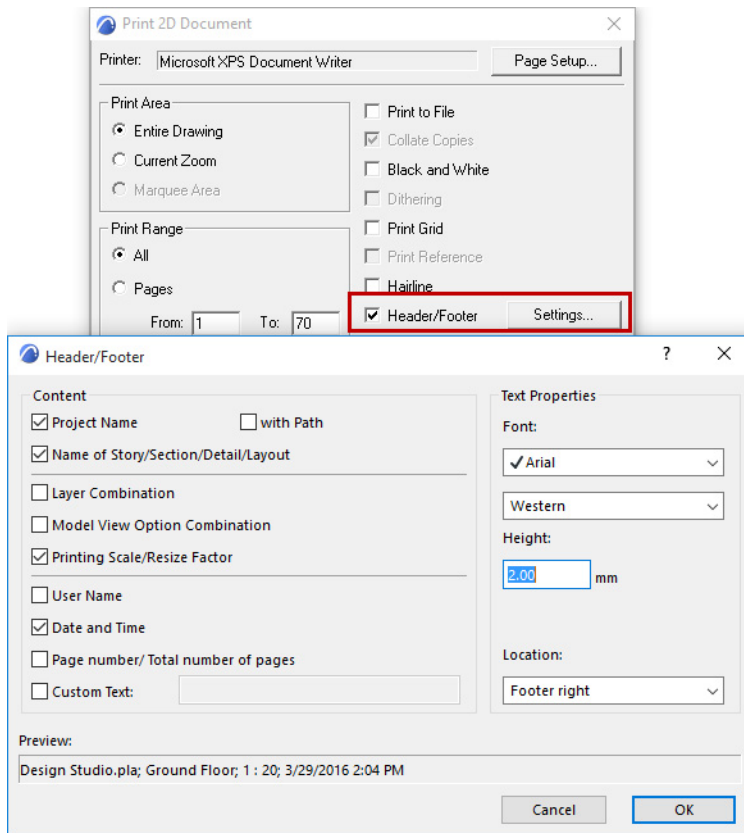 Print 2D Document
Printer: Microsoft XPS Document Writer Page Setup...
Print Area
Entire Drawing
Current Zoom
Marquee Area
Print Range
All
Pages
From: 1 To: 70
Print to File
Collate Copies
Black and White
Dithering
Print Grid
Print Reference
Hairline
Header/Footer Settings...
Header/Footer ?
Content
Project Name with Path
Name of Story/Section/Detail/Layout
Layer Combination
Model View Option Combination
Printing Scale/Resize Factor
User Name
Date and Time
Page number/ Total number of pages
Custom Text:
Text Properties
Font:
Arial
Western
Height:
2.00 mm
Location:
Footer right
Preview:
Design Studio.pla; Ground Floor; 1 : 20; 3/29/2016 2:04 PM
Cancel OK